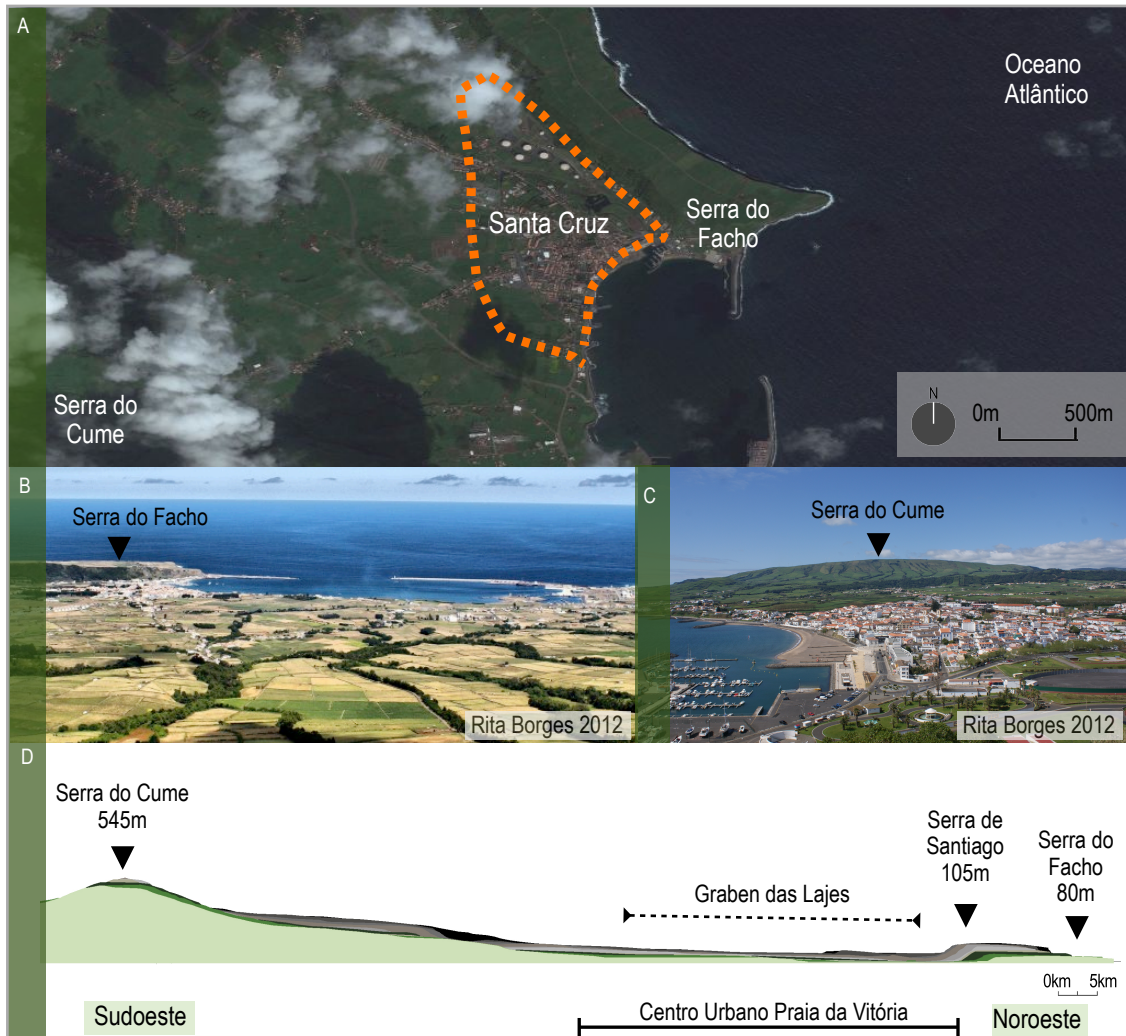 A
Oceano
Atlântico
Santa Cruz
Serra do
Facho
Serra do
Cume
N
0m 500m
B
Serra do Facho
Rita Borges 2012
C
Serra do Cume
Rita Borges 2012
D
Serra do Cume
545m
Serra de
Santiago
105m
Serra do
Facho
80m
Graben das Lajes
0km 5km
Sudoeste
Centro Urbano Praia da Vitória
Noroeste